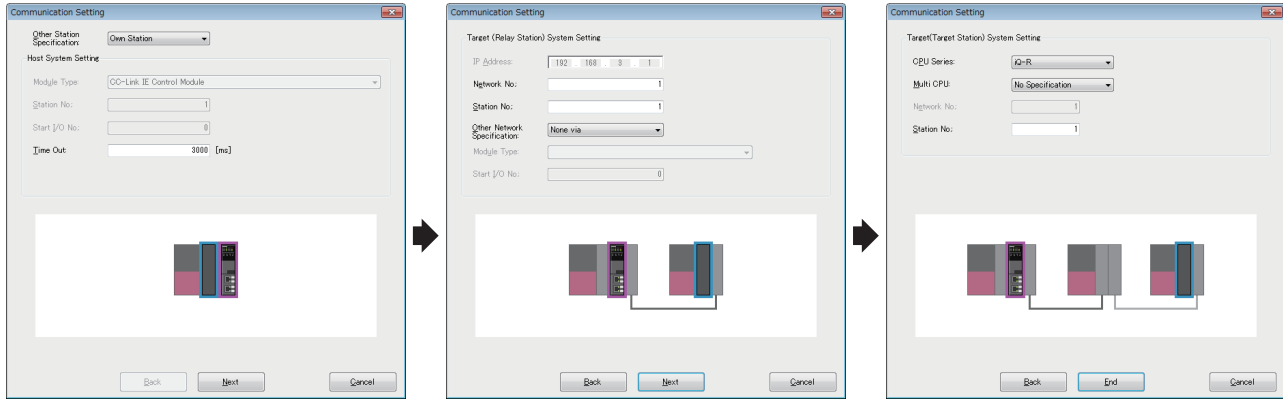 Communication Setting
Other Station
Specification:
Own Station
Host System Setting
Module Type:
CC-Link IE Control Module
Station No.:
1
Start I/O No.:
0
Time Out:
3000 [ms]
Back
Next
Cancel
Communication Setting
Target (Relay Station) System Setting
IP Address:
192 . 168 . 3 . 1
Network No.:
1
Station No.:
1
Other Network
Specification:
None via
Module Type:
Start I/O No.:
0
Back
Next
Cancel
Communication Setting
Target(Target Station) System Setting
CPU Series:
iQ-R
Multi CPU:
No Specification
Network No.:
1
Station No.:
1
Back
End
Cancel